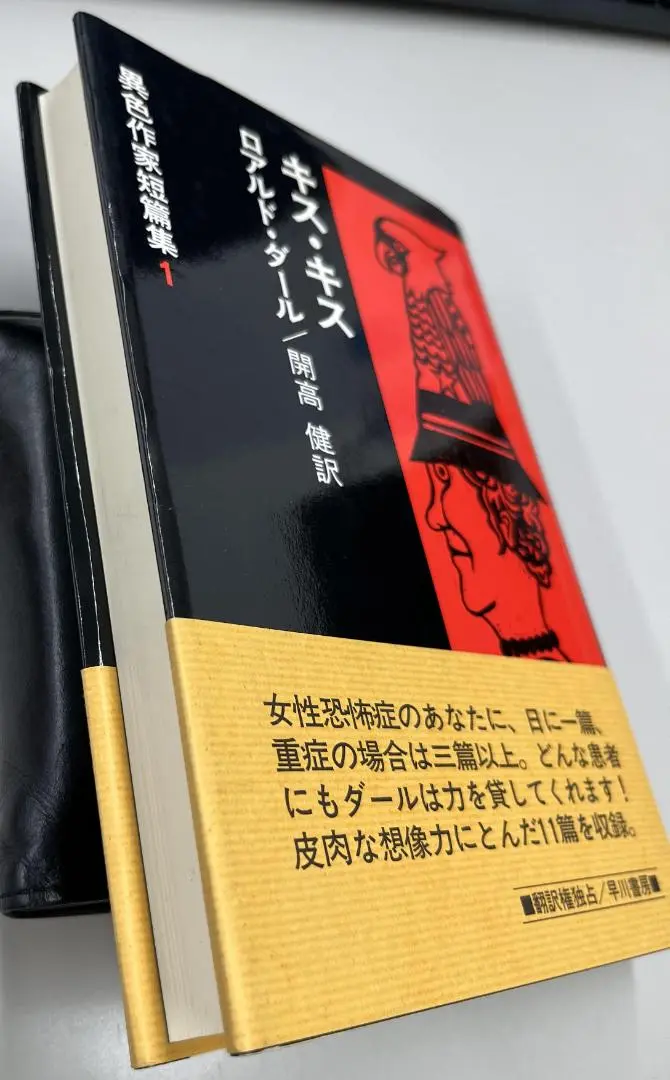 異色作家短篇集1
キス・キス
ロアルド・ダール/開高 健訳
女性恐怖症のあなたに、日に一篇、
重症の場合は三篇以上。どんな患者
にもダールは力を貸してくれます!
皮肉な想像力にとんだ11篇を収録。
■翻訳権独占/早川書房■